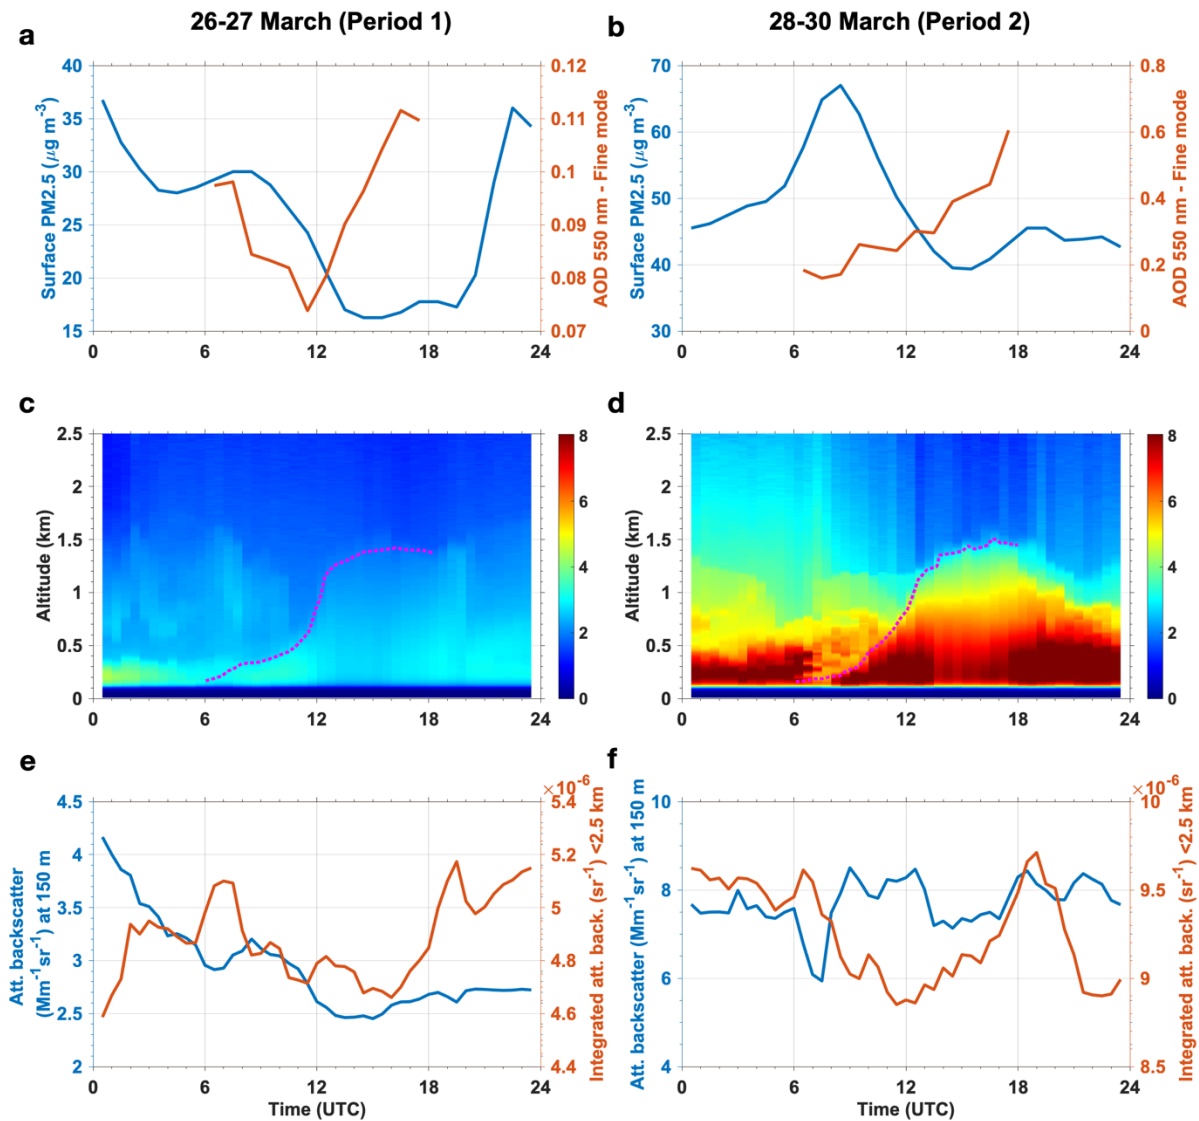 26-27 March (Period 1)
28-30 March (Period 2)
a
b
40
35
30
25
20
15
Surface PM2.5 (μg m-3)
0.12
0.11
0.1
0.09
0.08
0.07
AOD 550 nm - Fine mode
0 6 12 18 24
70
60
50
40
30
Surface PM2.5 (μg m-3)
0.8
0.6
0.4
0.2
0
AOD 550 nm - Fine mode
0 6 12 18 24
c
d
2.5
2
1.5
1
0.5
0
Altitude (km)
8
6
4
2
0
0 6 12 18 24
2.5
2
1.5
1
0.5
0
Altitude (km)
8
6
4
2
0
0 6 12 18 24
e
f
4.5
4
3.5
3
2.5
2
Att. backscatter
(Mm-1sr-1) at 150 m
×10-6
5.4
5.2
5
4.8
4.6
4.4
Integrated att. back. (sr-1) <2.5 km
0 6 12 18 24
Time (UTC)
10
8
6
4
Att. backscatter (Mm-1sr-1) at 150 m
×10-6
10
9.5
9
8.5
Integrated att. back. (sr-1) <2.5 km
0 6 12 18 24
Time (UTC)